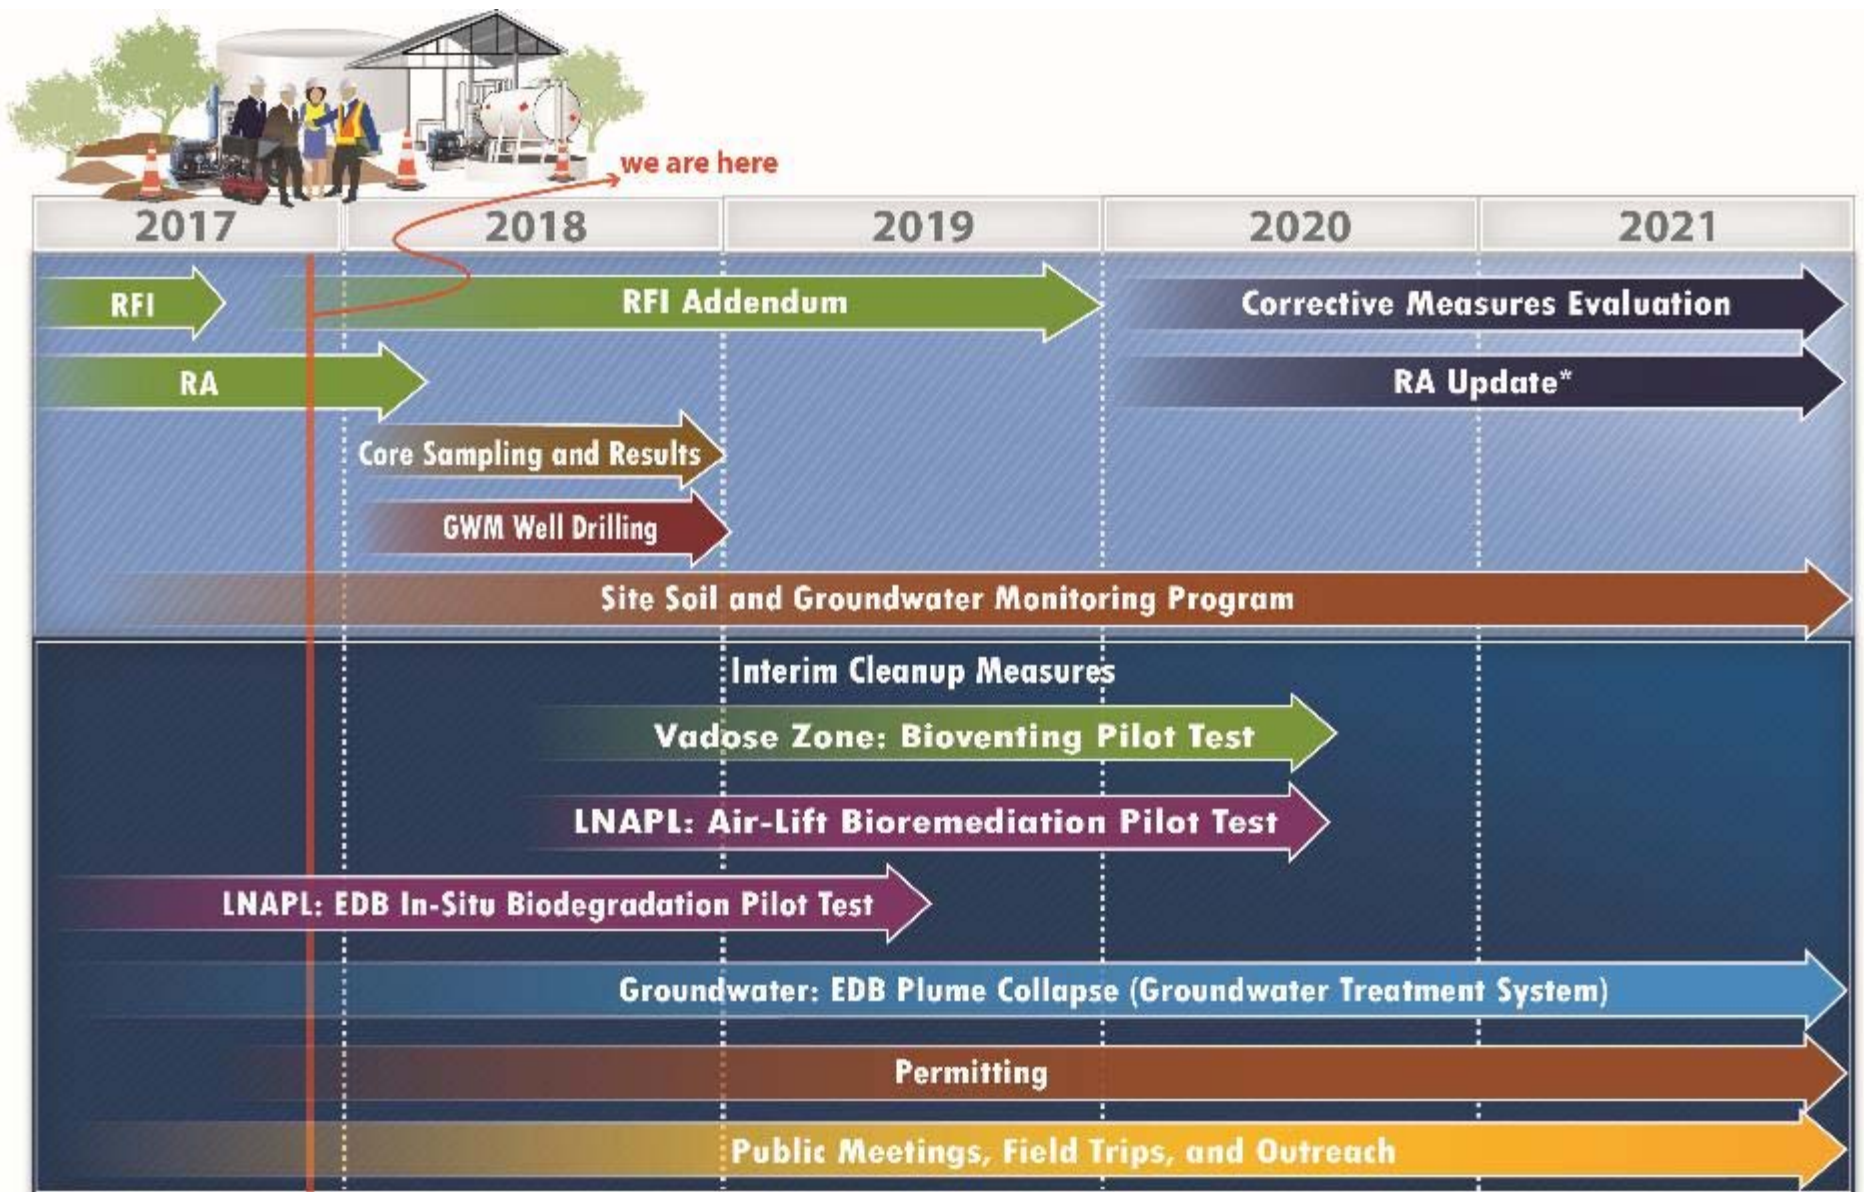 we are here
2017 2018 2019 2020 2021
RFI RFI Addendum Corrective Measures Evaluation
RA RA Update*
Core Sampling and Results
GWM Well Drilling
Site Soil and Groundwater Monitoring Program
Interim Cleanup Measures
Vadose Zone: Bioventing Pilot Test
LNAPL: Air-Lift Bioremediation Pilot Test
LNAPL: EDB In-Situ Biodegradation Pilot Test
Groundwater: EDB Plume Collapse (Groundwater Treatment System)
Permitting
Public Meetings, Field Trips, and Outreach